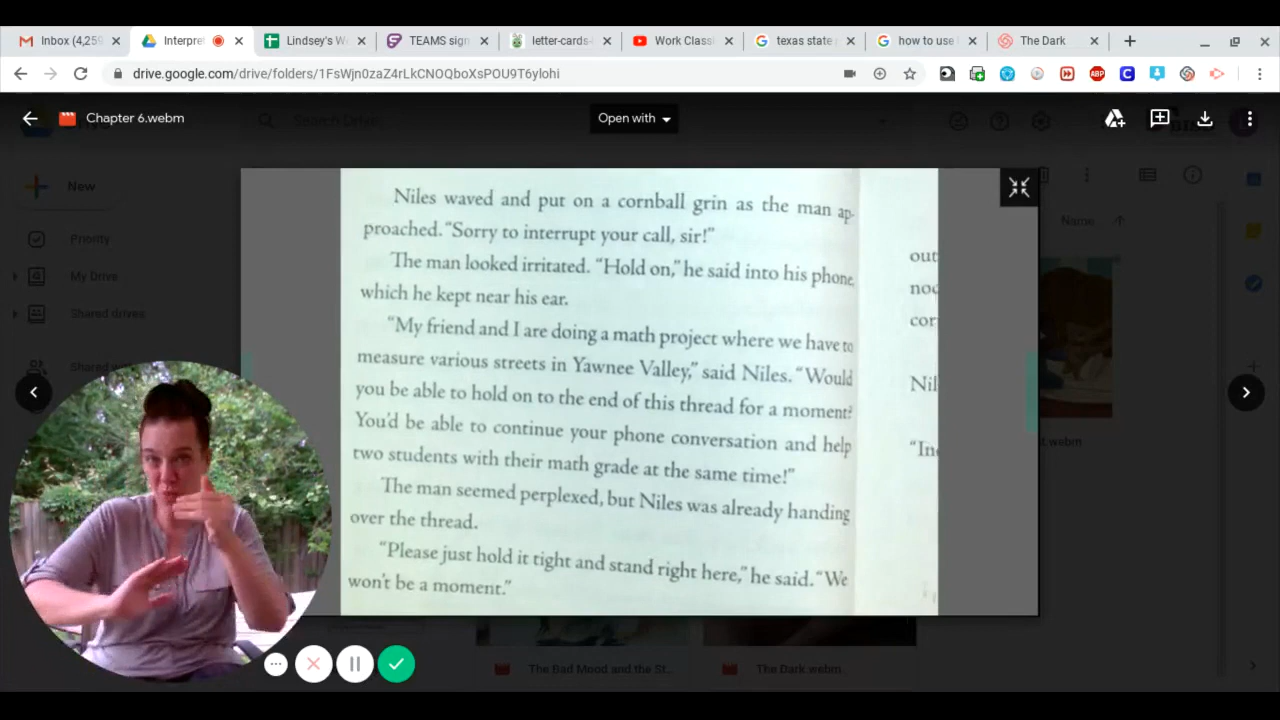 Inbox (4,259
Interpret
Lindsey's W
TEAMS sign
letter-cards-
Work Class
texas state p
how to use
The Dark
drive.google.com/drive/folders/1FsWjn0zaZ4rLkCNOQboXsPOU9T6ylohi
ABP
Chapter 6.webm
Open with
Search Drive
New
Priority
My Drive
Shared drives
Shared w
Name
Niles waved and put on a cornball grin as the man ap-
proached. “Sorry to interrupt your call, sir!”
The man looked irritated. “Hold on,” he said into his phone,
which he kept near his ear.
“My friend and I are doing a math project where we have to
measure various streets in Yawnee Valley,” said Niles. “Would
you be able to hold on to the end of this thread for a moment?
You’d be able to continue your phone conversation and help
two students with their math grade at the same time!”
The man seemed perplexed, but Niles was already handing
over the thread.
“Please just hold it tight and stand right here,” he said. “We
won’t be a moment.”
out
noc
cor
Nil
“In
t.webm
The Bad Mood and the St...
The Dark.webm